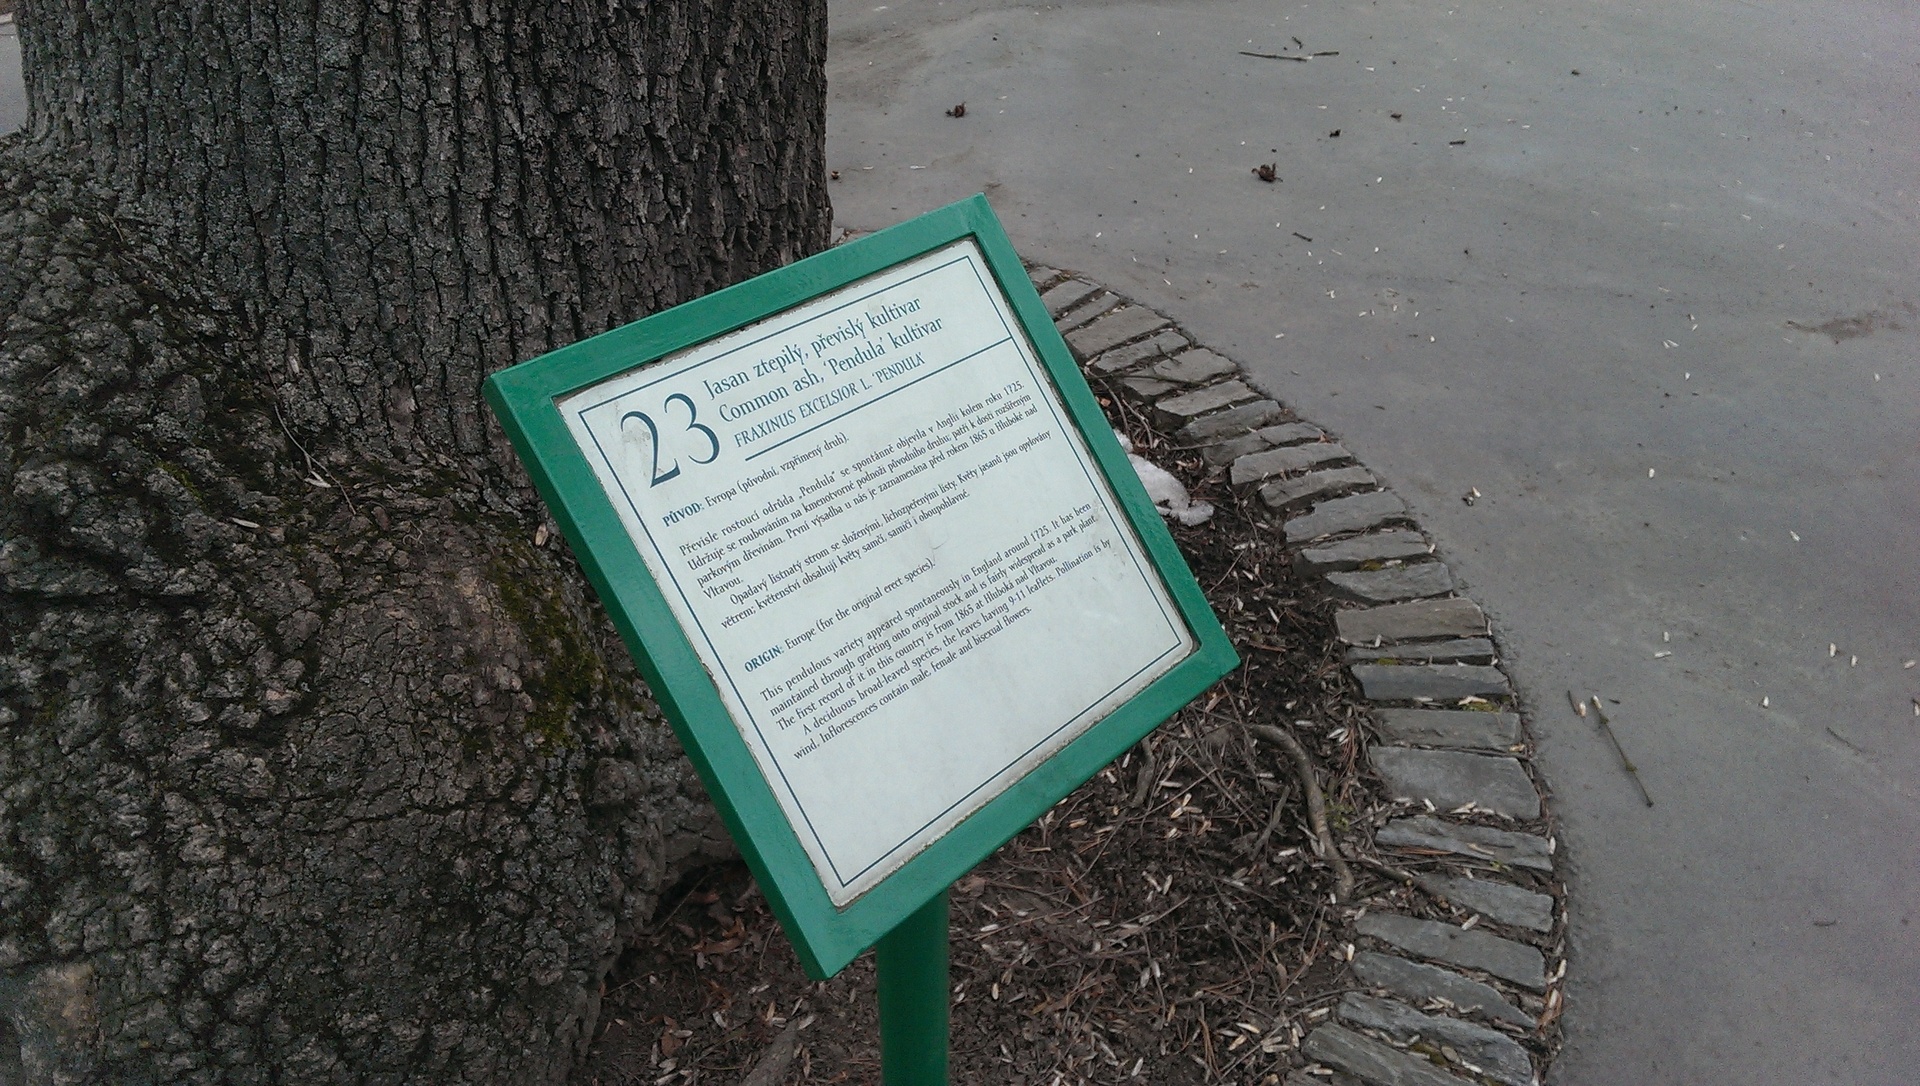 23
Jasan ztepilý, převislý kultivar
Common ash, 'Pendula' kultivar
FRAXINUS EXCELSIOR L. 'PENDULA'
PŮVOD: Evropa (původní, vzpřímený druh).
Převisle rostoucí odrůda „Pendula“ se spontánně objevila v Anglii kolem roku 1725.
Udržuje se roubováním na kmenotvorné podnoži původního druhu; patří k dosti rozšířeným
parkovým dřevinám. První výsadba u nás je zaznamenána před rokem 1865 u Hluboké nad
Vltavou.
Opadavý listnatý strom se složenými, lichozpeřenými listy. Květy jasanů jsou opylovány
větrem; květenství obsahují květy samčí, samičí i oboupohlavné.
ORIGIN: Europe (for the original erect species).
This pendulous variety appeared spontaneously in England around 1725. It has been
maintained through grafting onto original stock and is fairly widespread as a park plant.
The first record of it in this country is from 1865 at Hluboká nad Vltavou.
A deciduous broad-leaved species, the leaves having 9-11 leaflets. Pollination is by
wind. Inflorescences contain male, female and bisexual flowers.